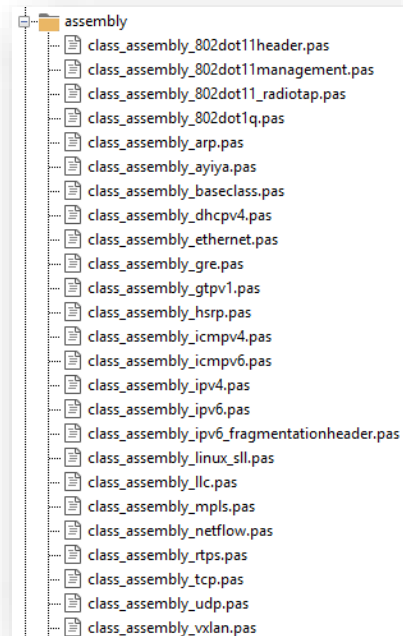 assembly
class_assembly_802dot11header.pas
class_assembly_802dot11management.pas
class_assembly_802dot11_radiotap.pas
class_assembly_802dot1q.pas
class_assembly_arp.pas
class_assembly_ayiya.pas
class_assembly_baseclass.pas
class_assembly_dhcpv4.pas
class_assembly_ethernet.pas
class_assembly_gre.pas
class_assembly_gtpv1.pas
class_assembly_hsrp.pas
class_assembly_icmpv4.pas
class_assembly_icmpv6.pas
class_assembly_ipv4.pas
class_assembly_ipv6.pas
class_assembly_ipv6_fragmentationheader.pas
class_assembly_linux_sll.pas
class_assembly_llc.pas
class_assembly_mpls.pas
class_assembly_netflow.pas
class_assembly_rtps.pas
class_assembly_tcp.pas
class_assembly_udp.pas
class_assembly_vxlan.pas